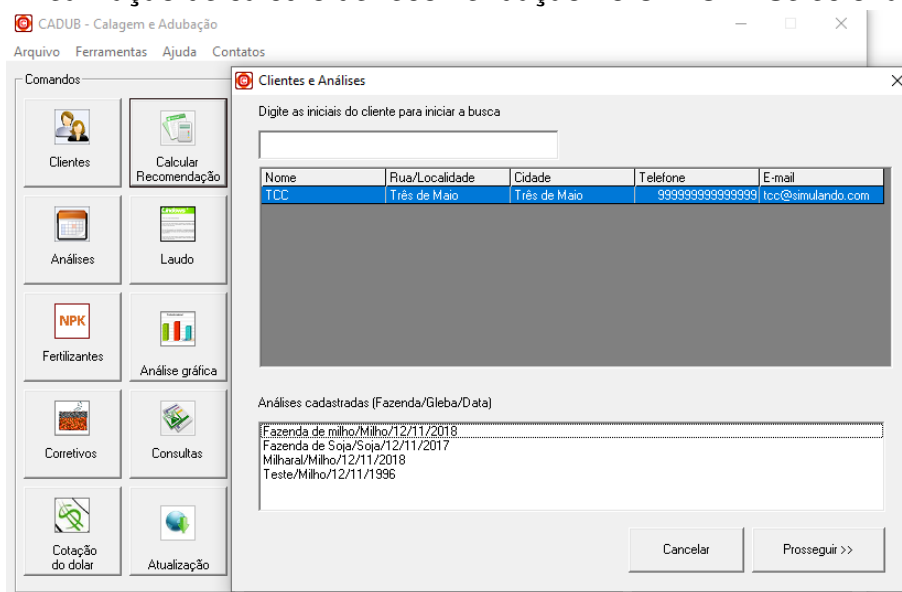 CADUB - Calagem e Adubação
Arquivo Ferramentas Ajuda Contatos
Comandos
Clientes
Calcular
Recomendação
Análises
Laudo
NPK
Fertilizantes
Análise gráfica
Corretivos
Consultas
Cotação
do dolar
Atualização
Clientes e Análises
Digite as iniciais do cliente para iniciar a busca
Nome Rua/Localidade Cidade Telefone E-mail
TCC Três de Maio Três de Maio 999999999999999 tcc@simulando.com
Análises cadastradas (Fazenda/Gleba/Data)
Fazenda de milho/Milho/12/11/2018
Fazenda de Soja/Soja/12/11/2017
Milharal/Milho/12/11/2018
Teste/Milho/12/11/1996
Cancelar
Prosseguir >>